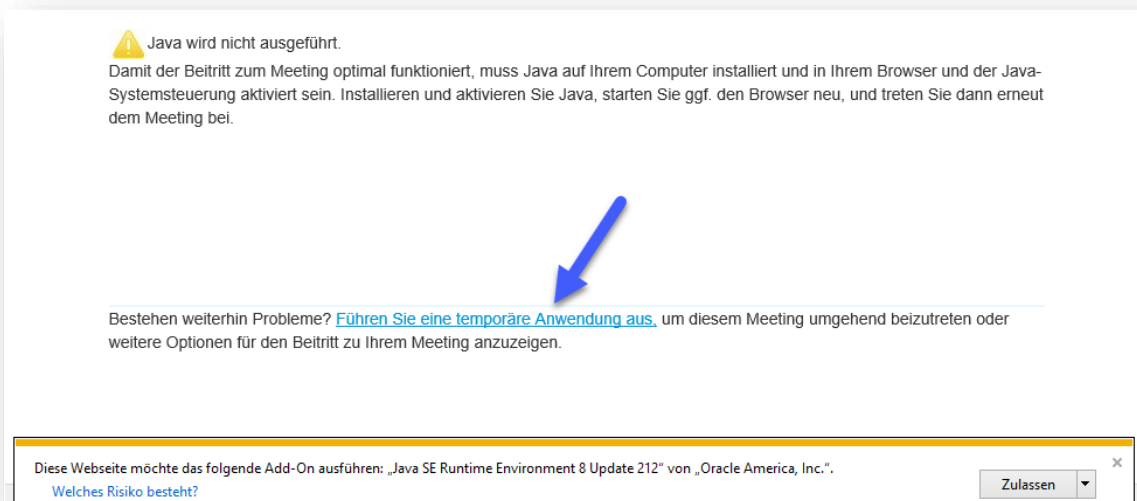 Java wird nicht ausgeführt.
Damit der Beitritt zum Meeting optimal funktioniert, muss Java auf Ihrem Computer installiert und in Ihrem Browser und der Java-
Systemsteuerung aktiviert sein. Installieren und aktivieren Sie Java, starten Sie ggf. den Browser neu, und treten Sie dann erneut
dem Meeting bei.
Bestehen weiterhin Probleme? Führen Sie eine temporäre Anwendung aus, um diesem Meeting umgehend beizutreten oder
weitere Optionen für den Beitritt zu Ihrem Meeting anzuzeigen.
Diese Webseite möchte das folgende Add-On ausführen: „Java SE Runtime Environment 8 Update 212“ von „Oracle America, Inc.“.
Welches Risiko besteht?
Zulassen